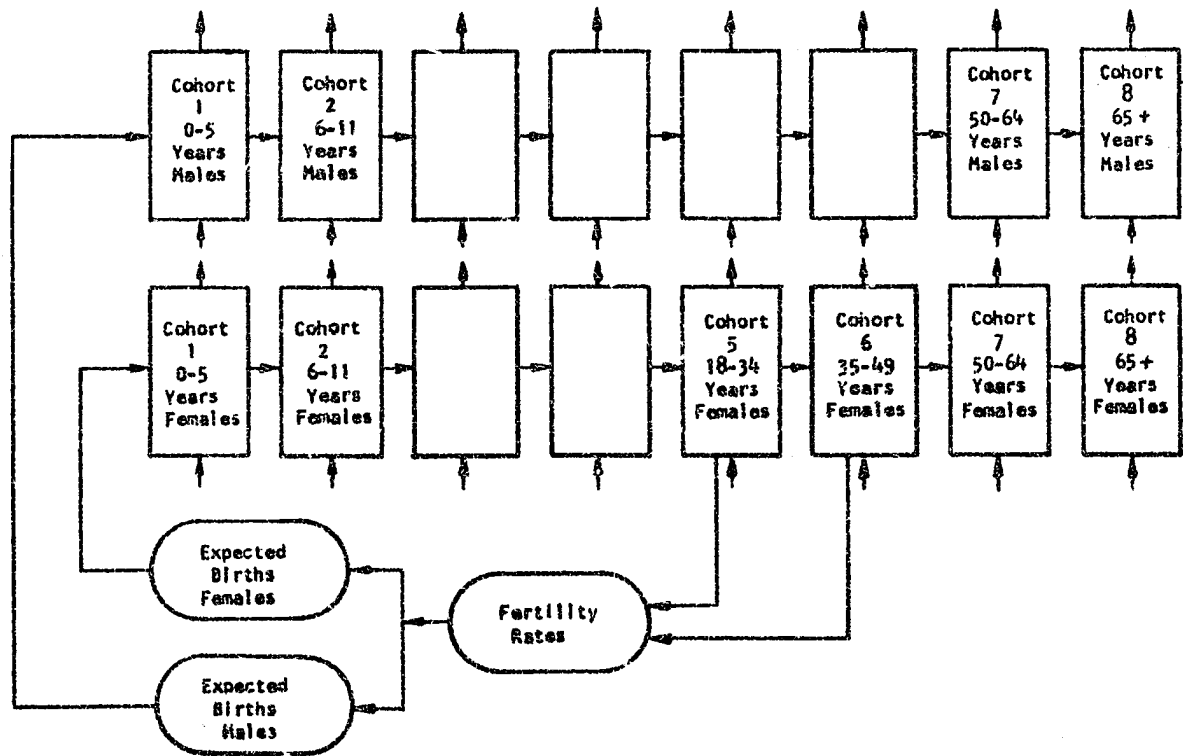 Cohort
1
0-5
Years
Males
Cohort
2
6-11
Years
Males
Cohort
7
50-64
Years
Males
Cohort
8
65+
Years
Males
Cohort
1
0-5
Years
Females
Cohort
2
6-11
Years
Females
Cohort
5
18-34
Years
Females
Cohort
6
35-49
Years
Females
Cohort
7
50-64
Years
Females
Cohort
8
65+
Years
Females
Expected
Births
Females
Fertility
Rates
Expected
Births
Males